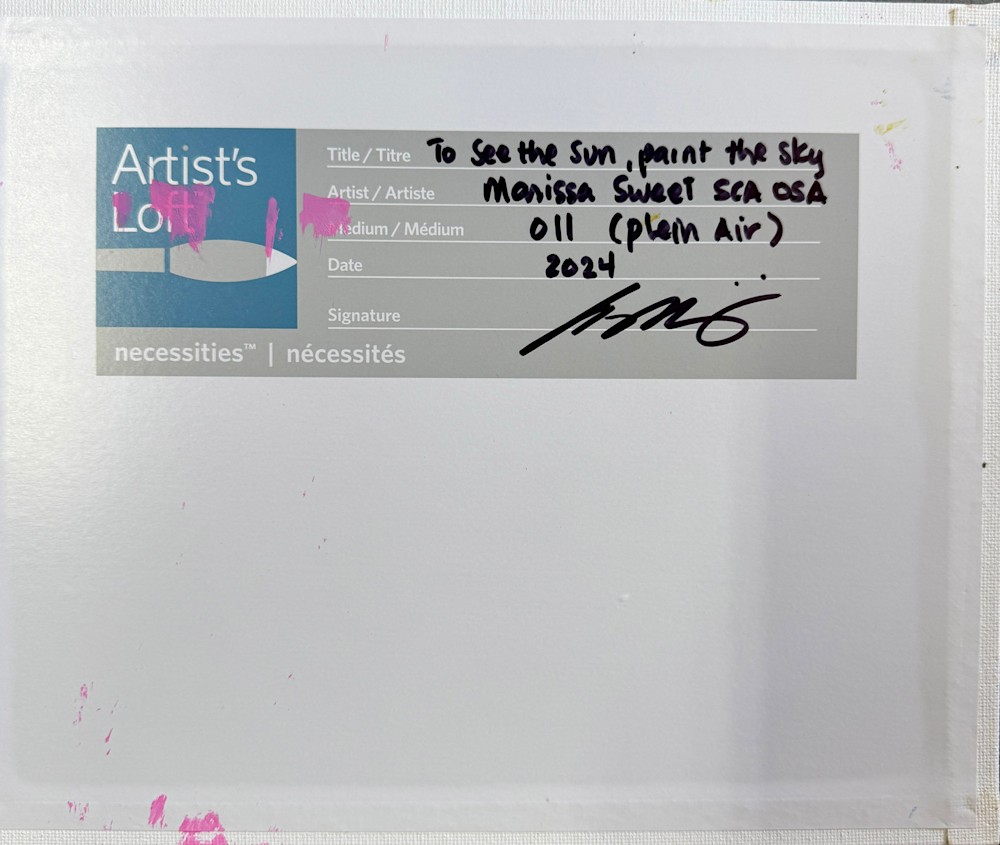 Artist's
Loft
necessities™ | nécessités
Title / Titre To See the Sun, paint the Sky
Artist / Artiste Marissa Sweet SCA OSA
Medium / Médium Oil (plein Air)
Date 2024
Signature